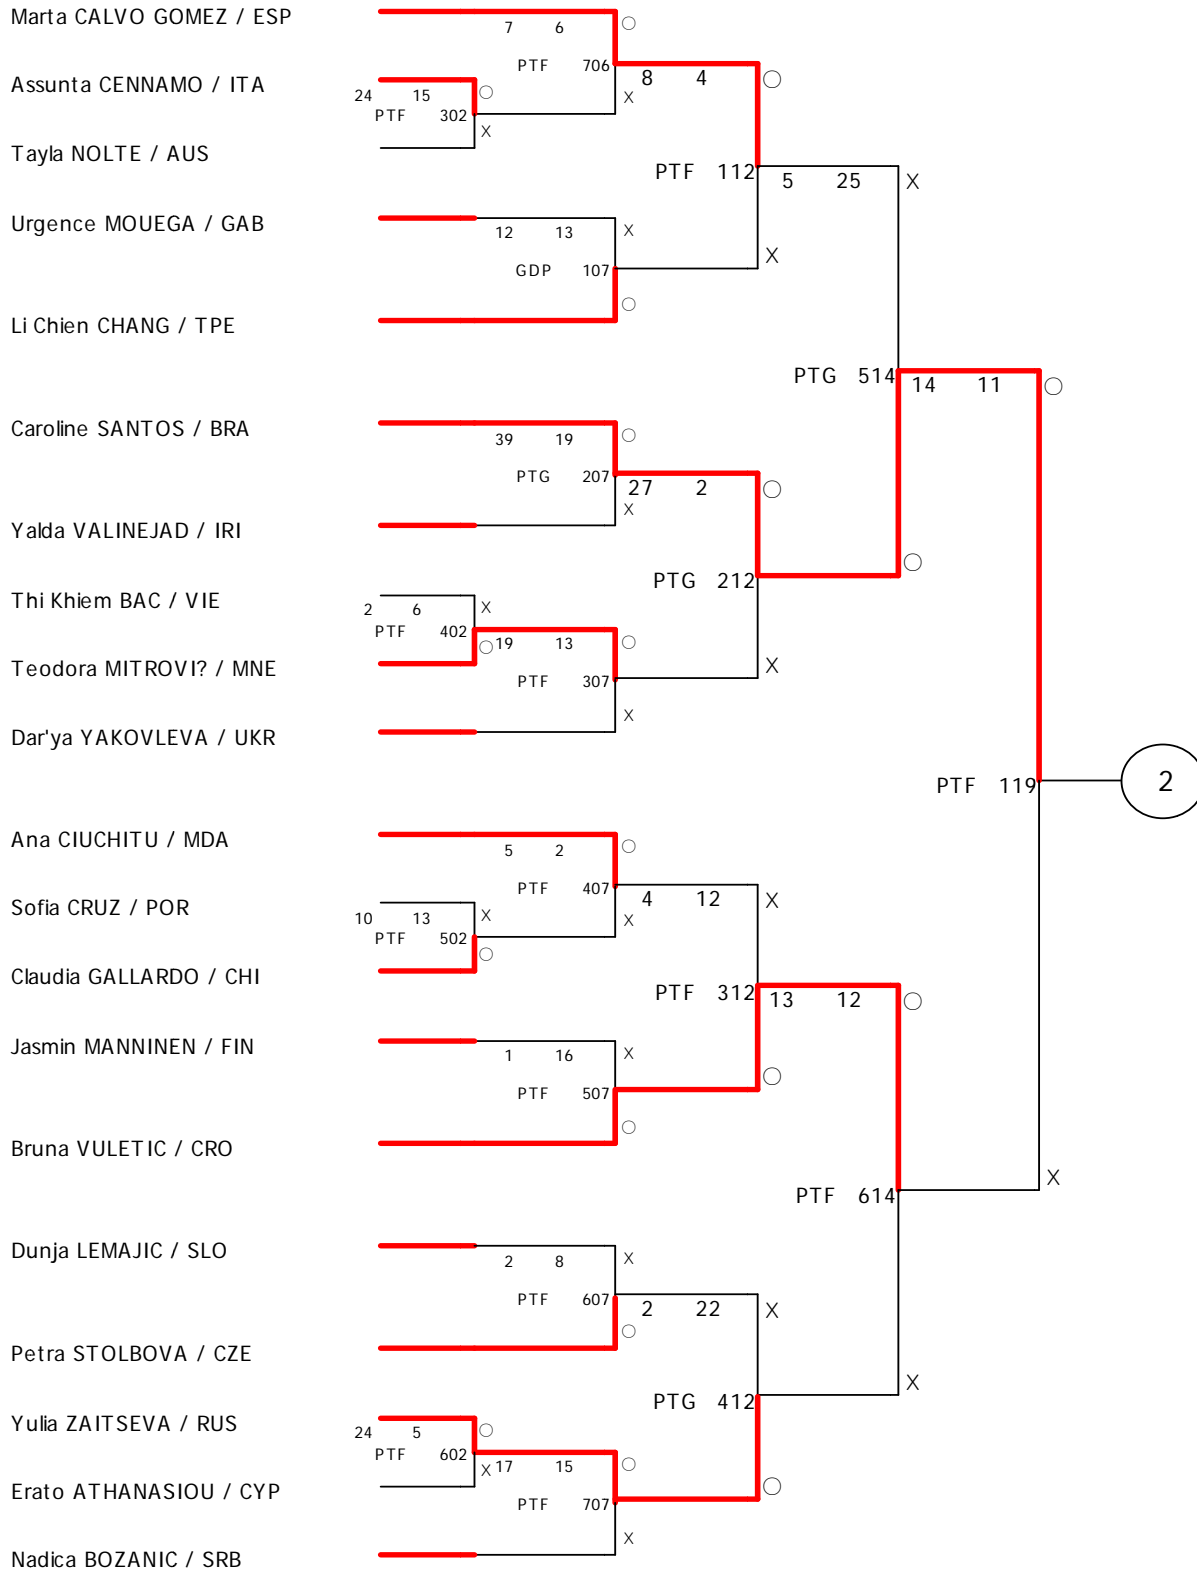 Marta CALVO GOMEZ / ESP
7 6 ○
PTF 706
8 4 ○
Assunta CENNAMO / ITA
24 15 ○
PTF 302
X
X
Tayla NOLTE / AUS
PTF 112
5 25 X
Urgence MOUEGA / GAB
12 13 X
X
GDP 107
○
Li Chien CHANG / TPE
PTG 514
14 11 ○
Caroline SANTOS / BRA
39 19 ○
PTG 207
27 2 ○
X
Yalda VALINEJAD / IRI
○
PTG 212
Thi Khiem BAC / VIE
2 6 X
PTF 402
○ 19 13 ○
Teodora MITROVI? / MNE
X
PTF 307
X
Dar'ya YAKOVLEVA / UKR
PTF 119
2
Ana CIUCHITU / MDA
5 2 ○
PTF 407
4 12 X
Sofia CRUZ / POR
10 13 X
X
PTF 502
○
Claudia GALLARDO / CHI
PTF 312
13 12 ○
Jasmin MANNINEN / FIN
1 16 X
○
PTF 507
○
Bruna VULETIC / CRO
X
PTF 614
Dunja LEMAJIC / SLO
2 8 X
PTF 607
2 22 X
○
Petra STOLBOVA / CZE
X
PTG 412
Yulia ZAITSEVA / RUS
24 5 ○
PTF 602
X 17 15 ○
○
Erato ATHANASIOU / CYP
PTF 707
X
Nadica BOZANIC / SRB